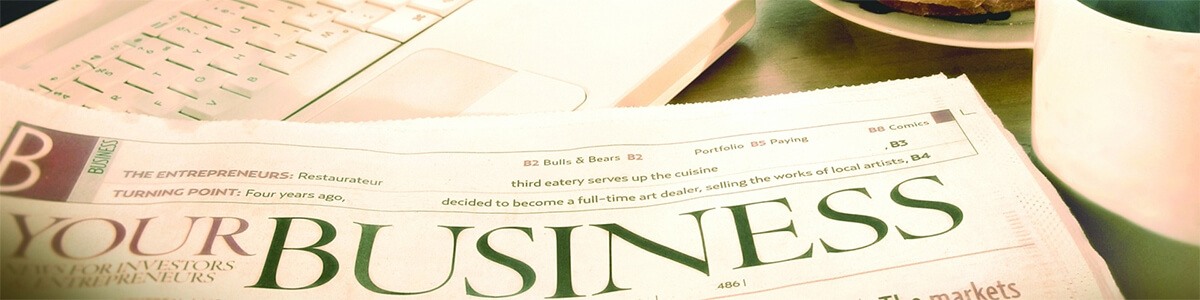 B
BUSINESS
B2 Bulls & Bears B2 Portfolio B5 Paying B8 Comics
THE ENTREPRENEURS: Restaurateur third eatery serves up the cuisine , B3
TURNING POINT: Four years ago, decided to become a full-time art dealer, selling the works of local artists, B4
YOUR BUSINESS
NEWS FOR INVESTORS
ENTREPRENEURS
486
The markets